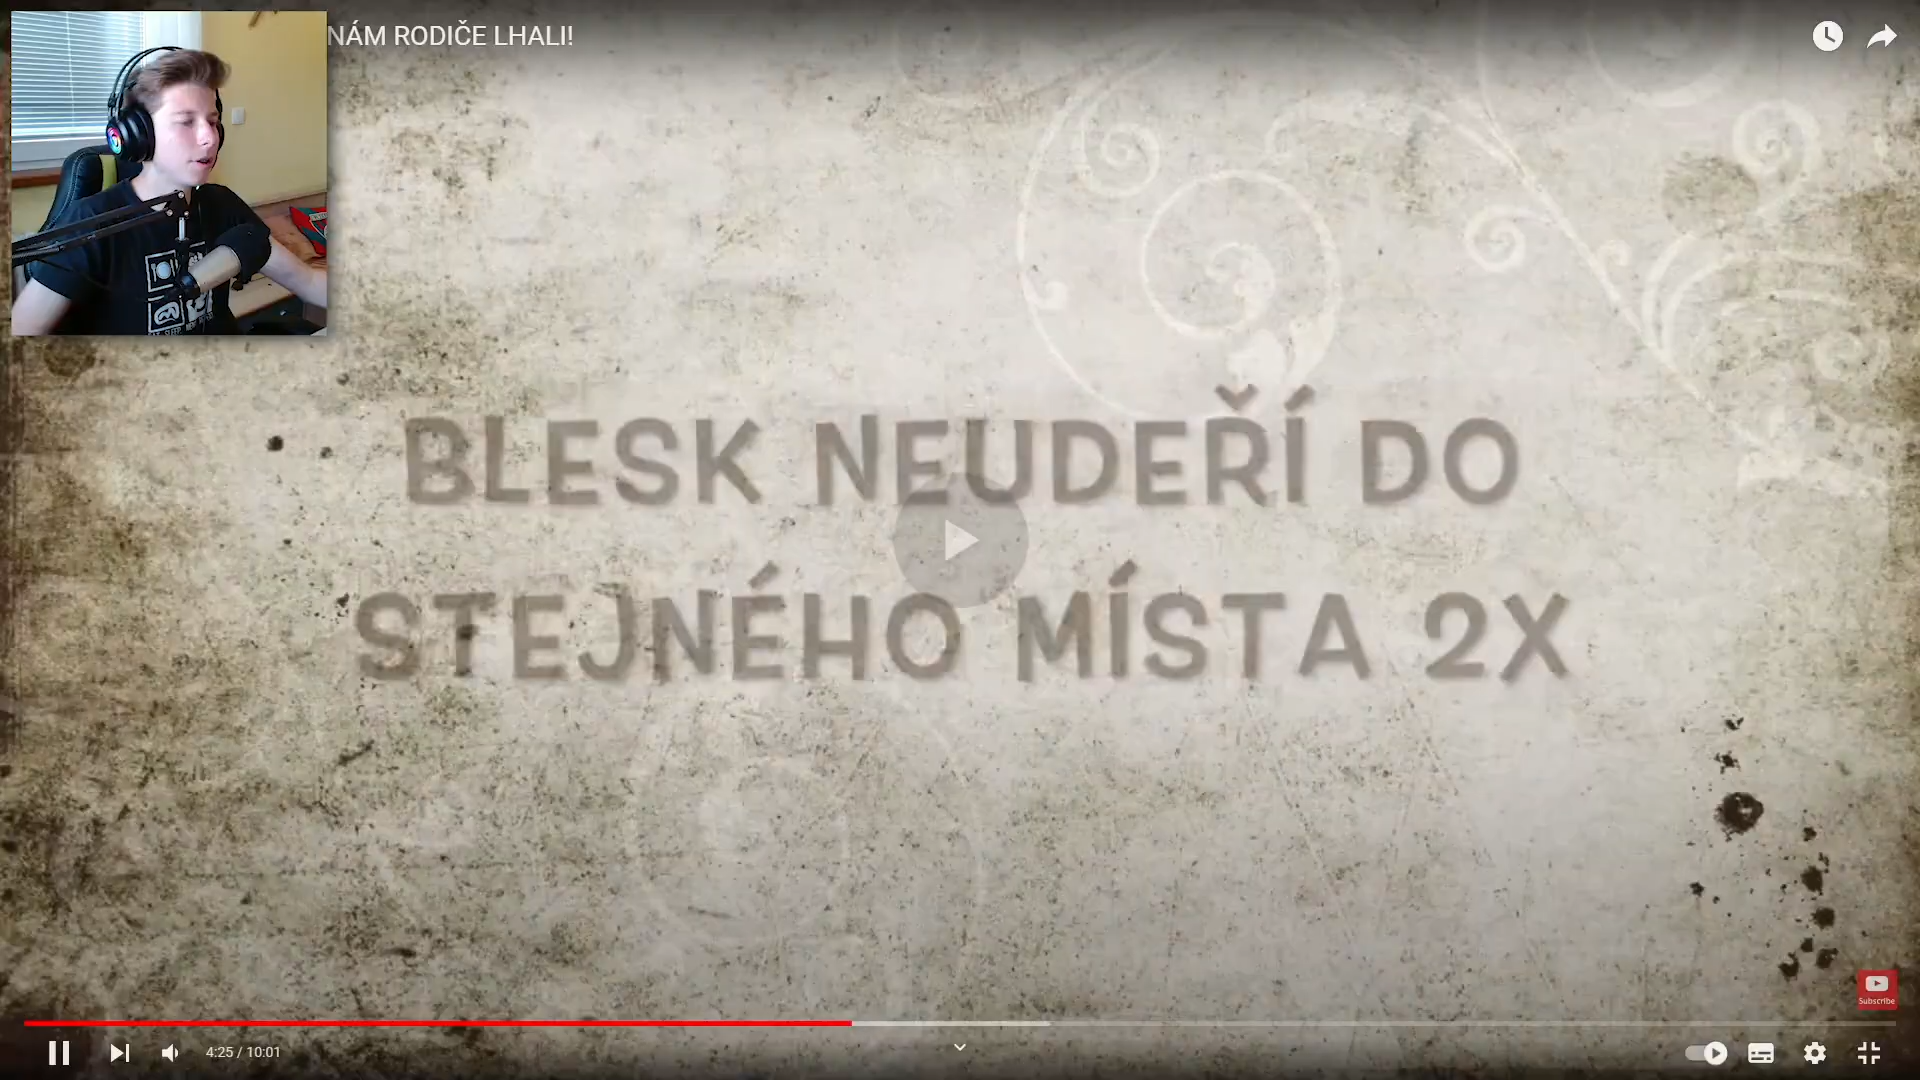 NÁM RODIČE LHALI!
BLESK NEUDEŘÍ DO
STEJNÉHO MÍSTA 2X
Subscribe
4:25 / 10:01